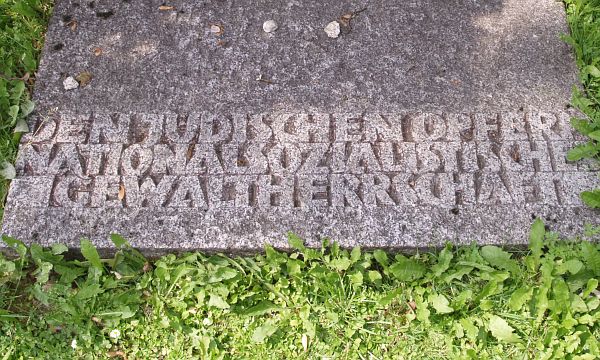 DEN JÜDISCHEN OPFERN
NATIONALSOZIALISTISCHER
GEWALTHERRSCHAFT